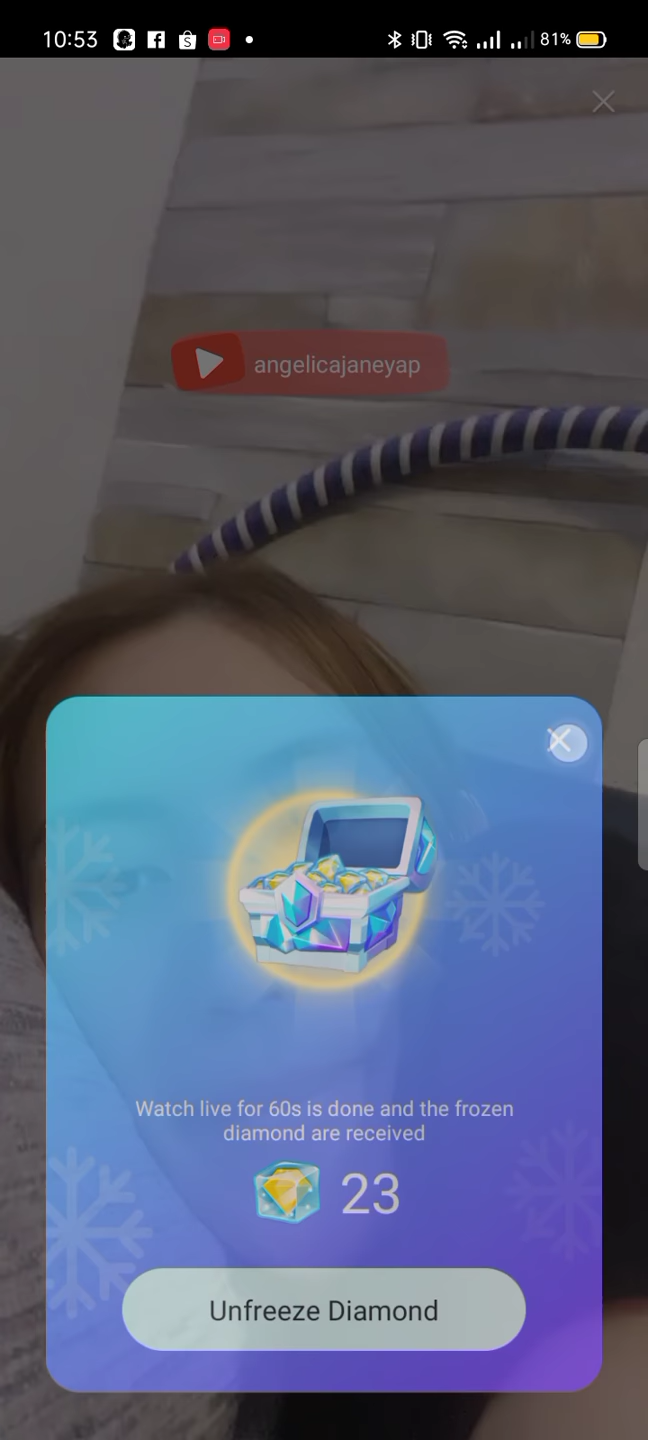 10:53
81%
angelicajaneyap
Watch live for 60s is done and the frozen
diamond are received
23
Unfreeze Diamond